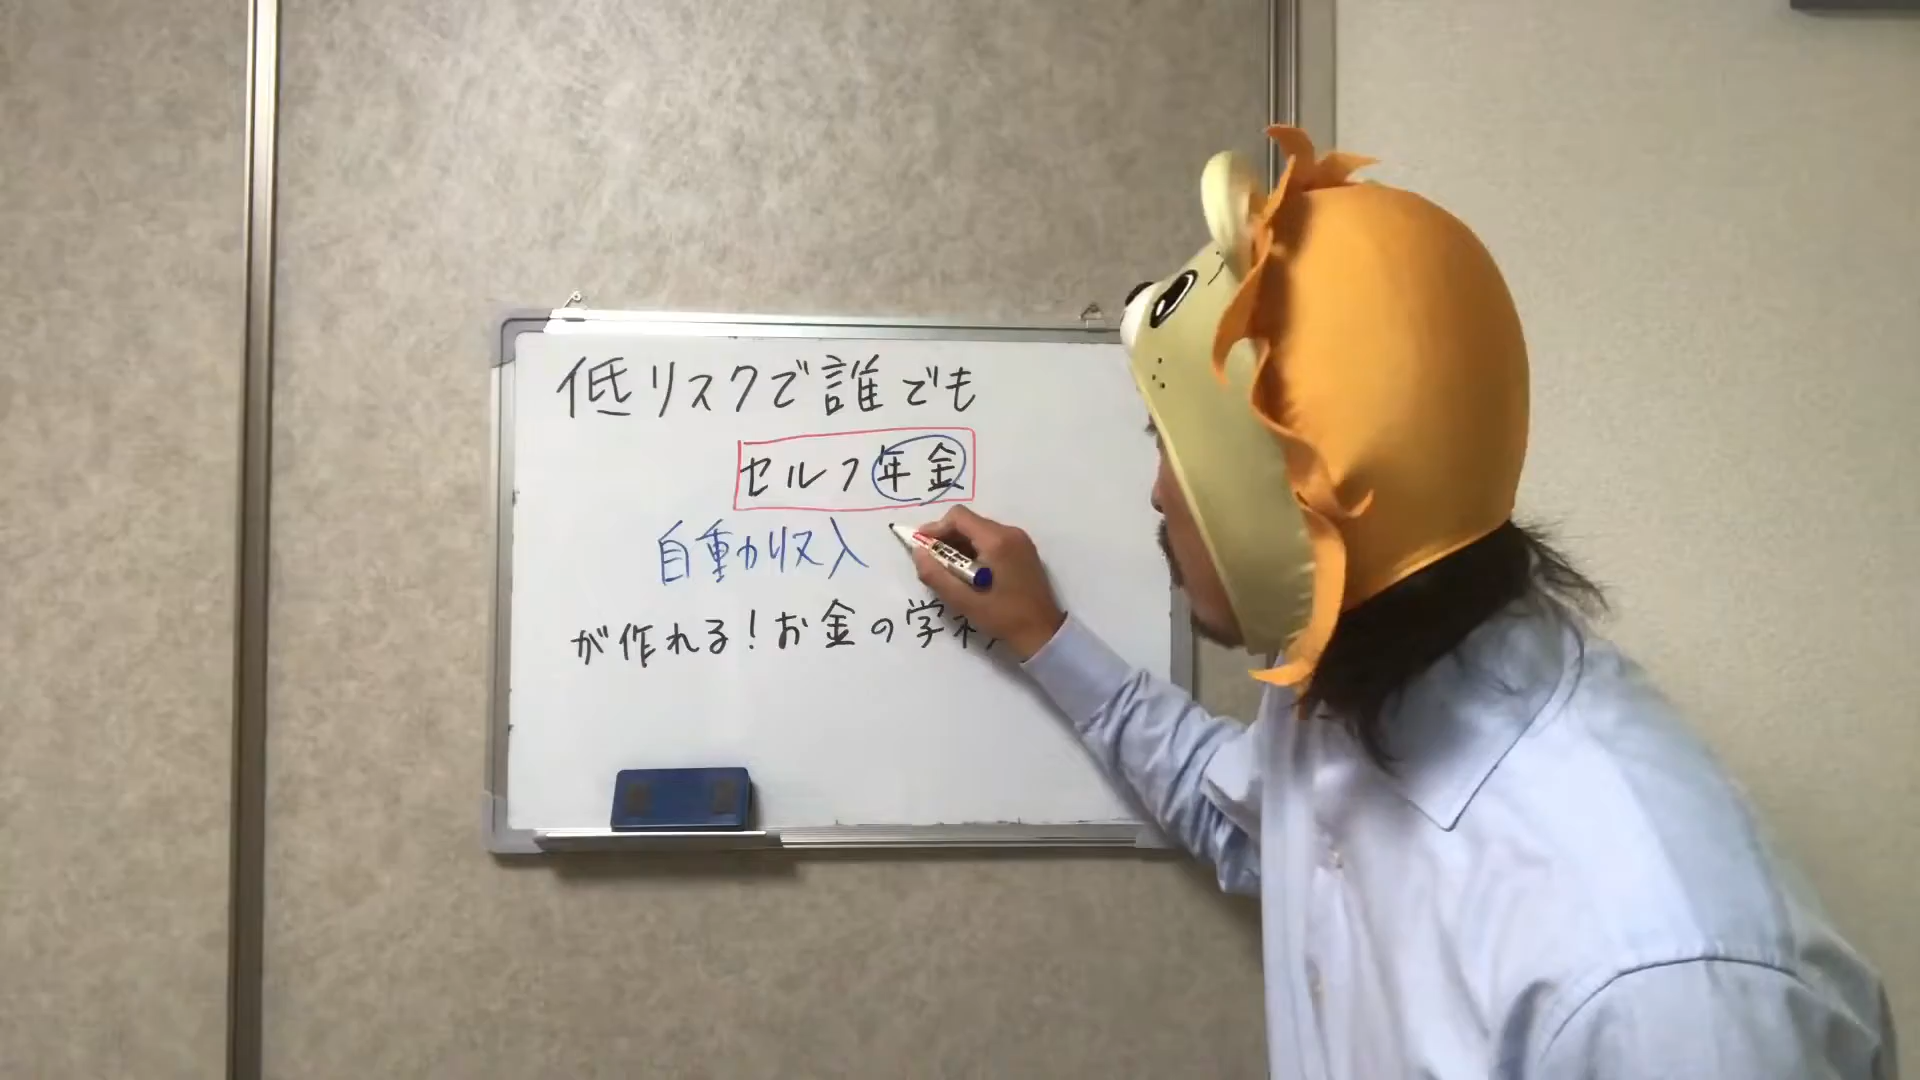 低リスクで誰でも
セルフ年金
自動収入
が作れる！お金の学